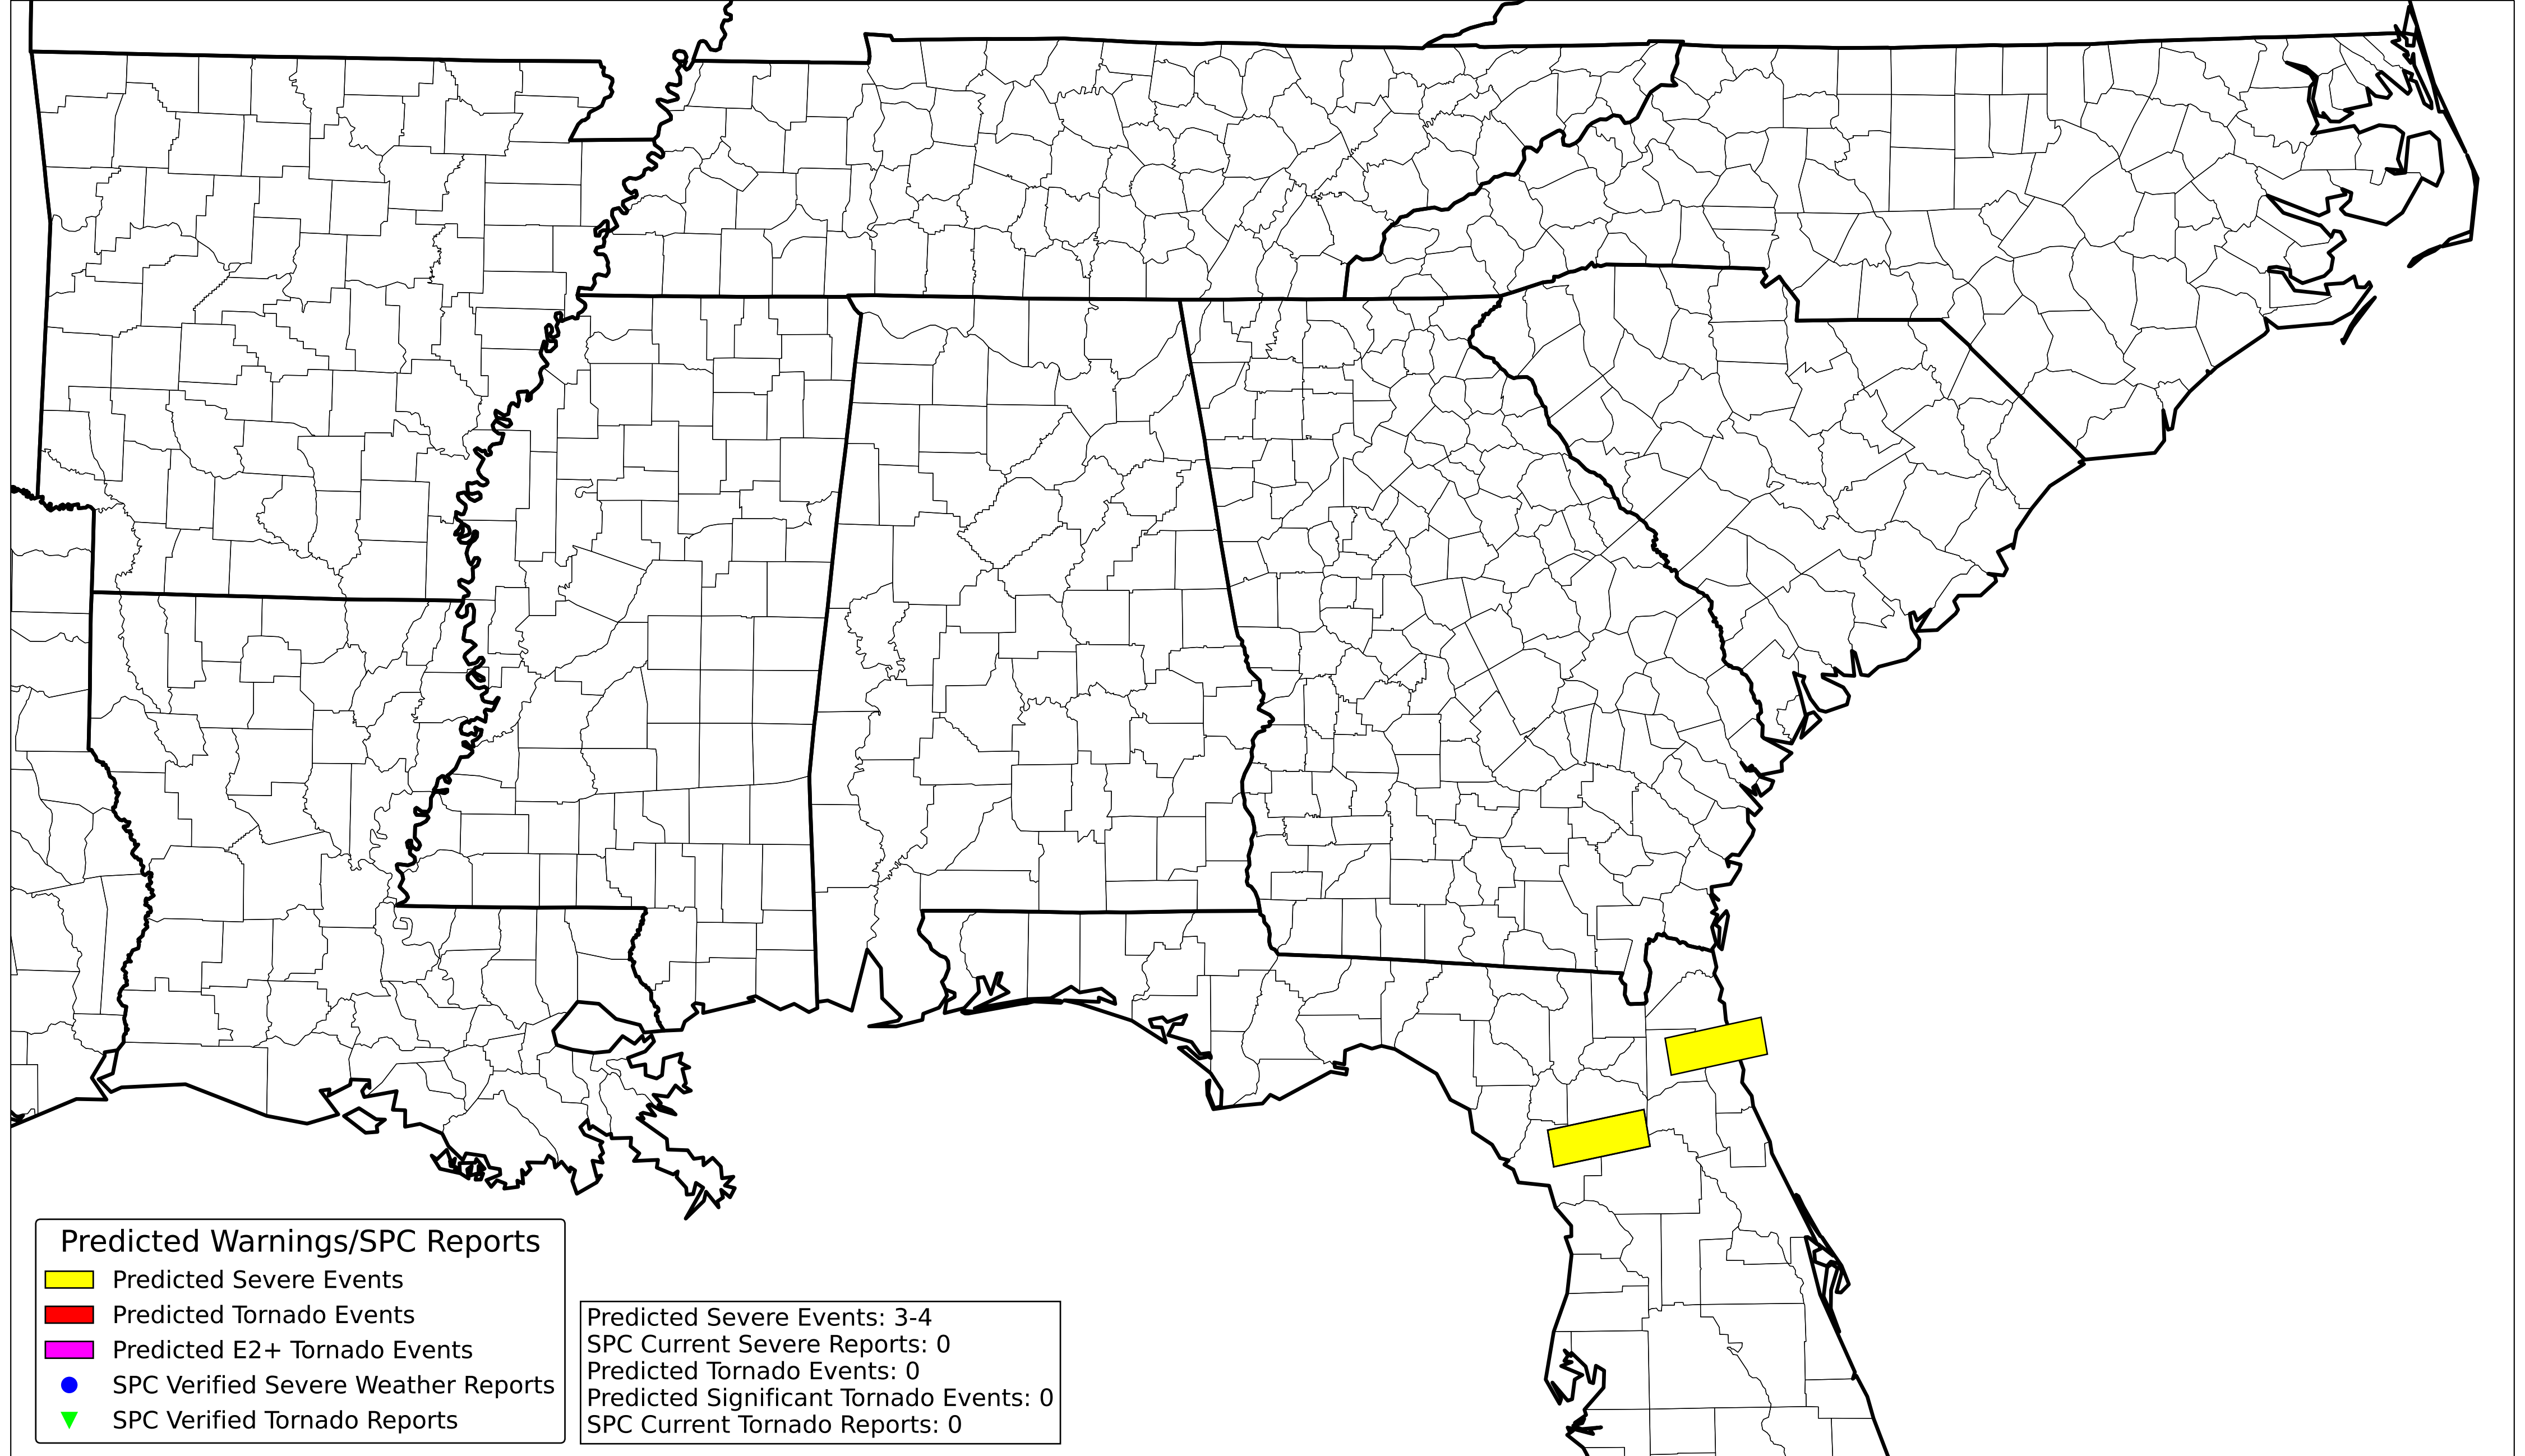 Predicted Warnings/SPC Reports
Predicted Severe Events
Predicted Tornado Events
Predicted E2+ Tornado Events
SPC Verified Severe Weather Reports
SPC Verified Tornado Reports
Predicted Severe Events: 3-4
SPC Current Severe Reports: 0
Predicted Tornado Events: 0
Predicted Significant Tornado Events: 0
SPC Current Tornado Reports: 0